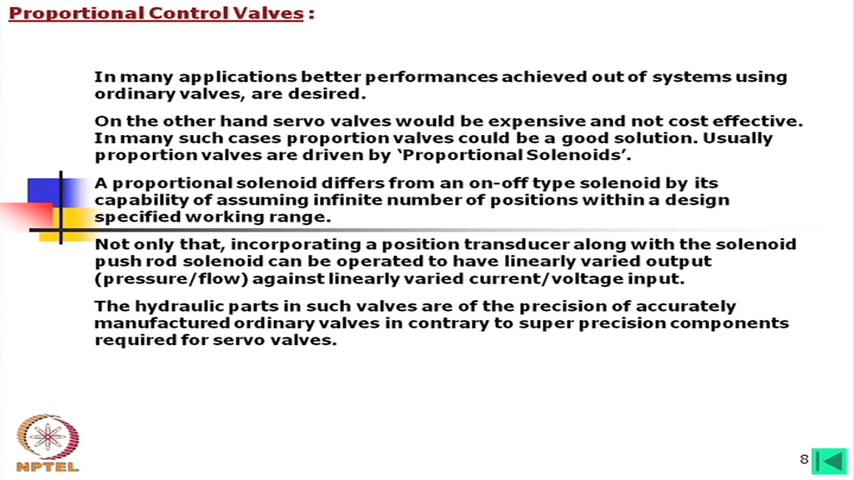 Proportional Control Valves :
In many applications better performances achieved out of systems using
ordinary valves, are desired.
On the other hand servo valves would be expensive and not cost effective.
In many such cases proportion valves could be a good solution. Usually
proportion valves are driven by ‘Proportional Solenoids’.
A proportional solenoid differs from an on-off type solenoid by its
capability of assuming infinite number of positions within a design
specified working range.
Not only that, incorporating a position transducer along with the solenoid
push rod solenoid can be operated to have linearly varied output
(pressure/flow) against linearly varied current/voltage input.
The hydraulic parts in such valves are of the precision of accurately
manufactured ordinary valves in contrary to super precision components
required for servo valves.
NPTEL
8